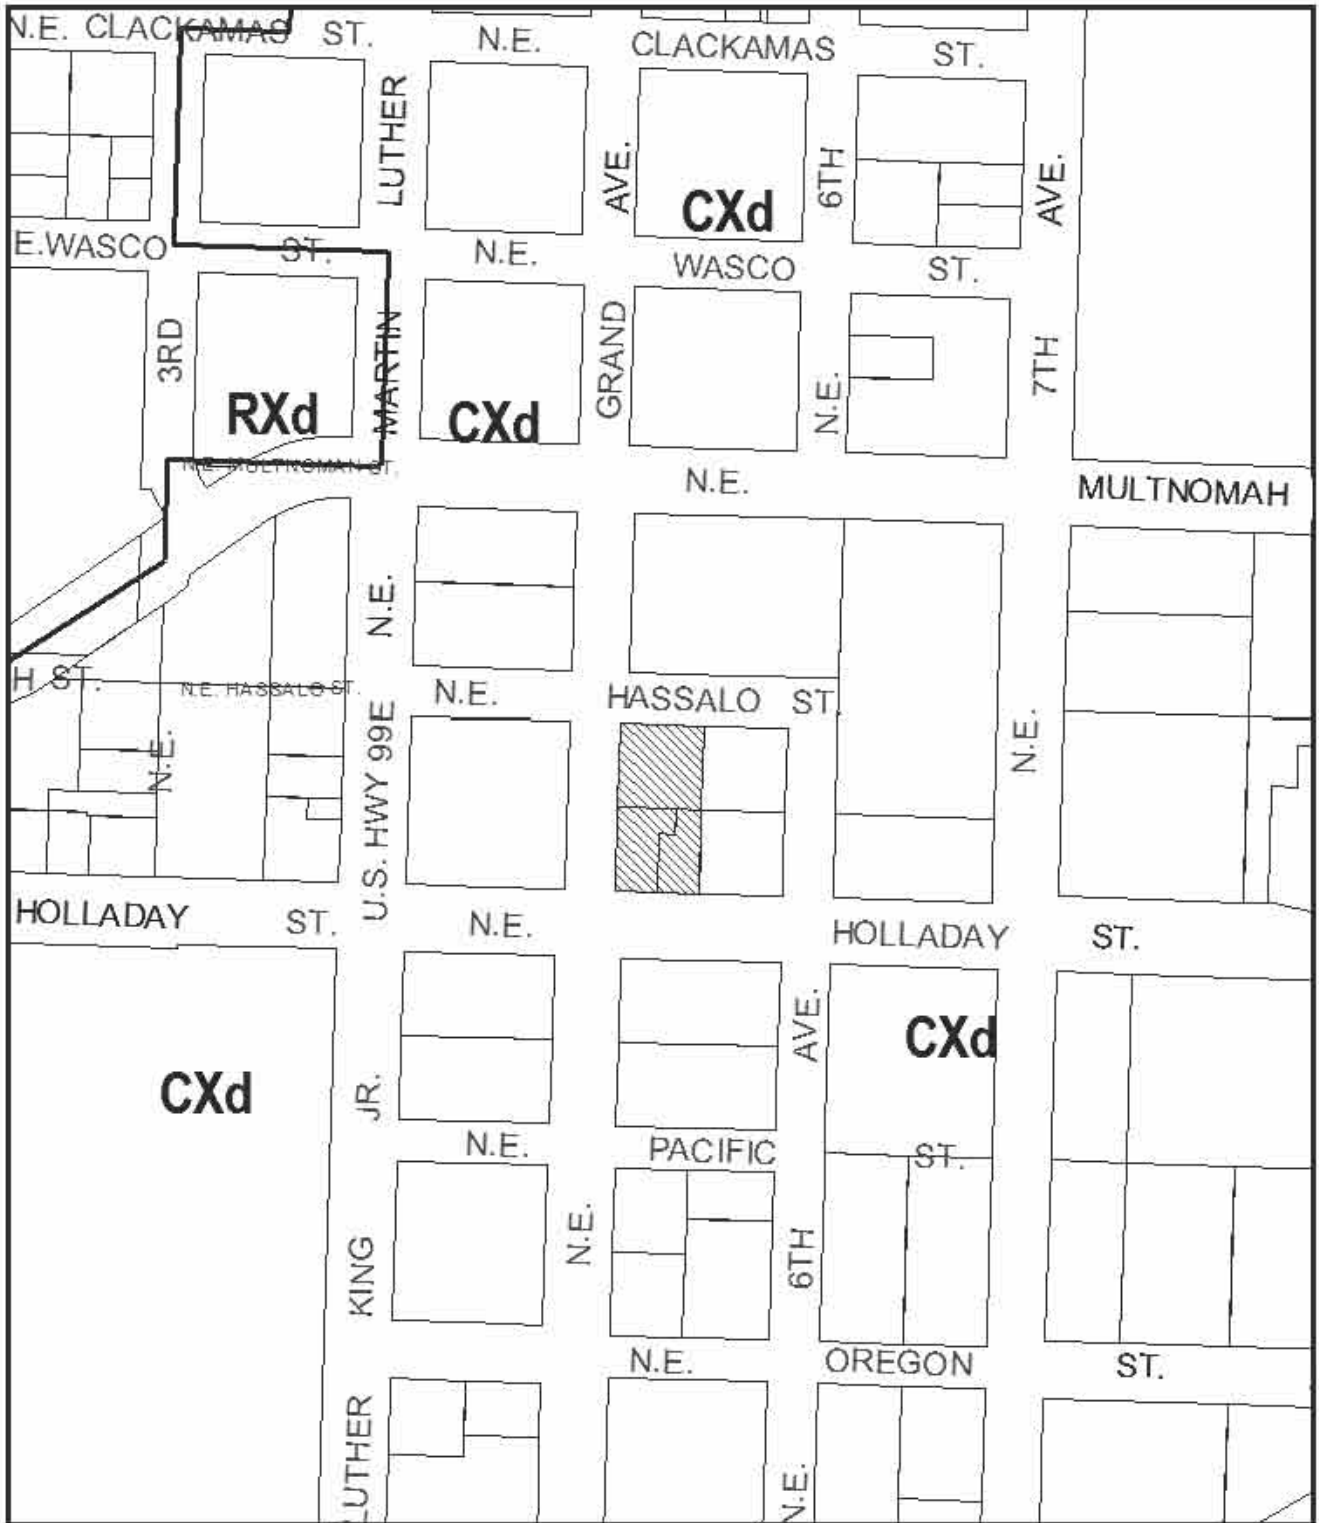 N.E. CLACKAMAS ST.
N.E.
CLACKAMAS
ST.
LUTHER
AVE.
CXd
6TH
AVE.
E.WASCO
ST.
N.E.
WASCO
ST.
3RD
RXd
MARTIN
CXd
GRAND
N.E.
7TH
N.E. MULTNOMAH ST.
N.E.
MULTNOMAH
N.E.
H ST.
N.E. HASSALO ST.
N.E.
HASSALO ST.
N.E.
U.S. HWY 99E
N.E.
HOLLADAY
ST.
N.E.
HOLLADAY
ST.
CXd
JR.
AVE.
CXd
N.E.
PACIFIC
ST.
KING
N.E.
6TH
N.E.
OREGON
ST.
LUTHER
N.E.